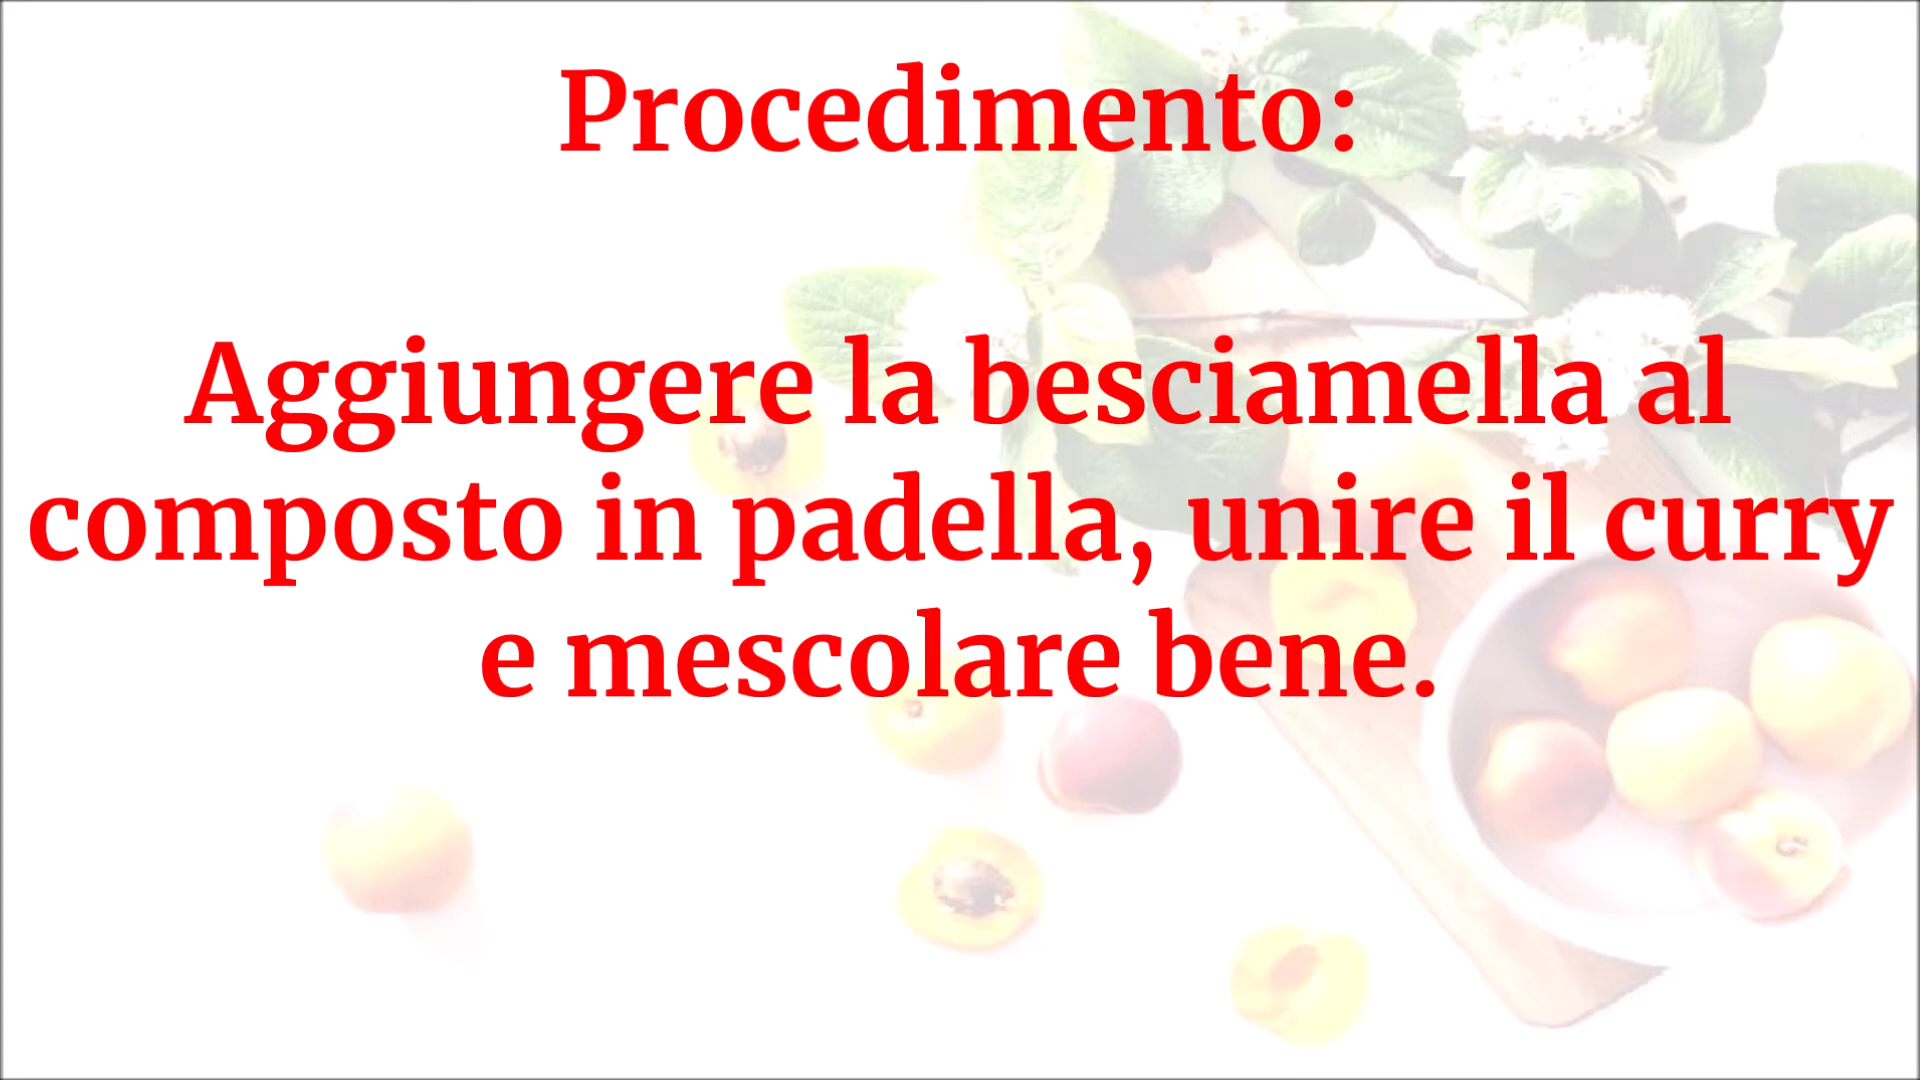 Procedimento:
Aggiungere la besciamella al
composto in padella, unire il curry
e mescolare bene.